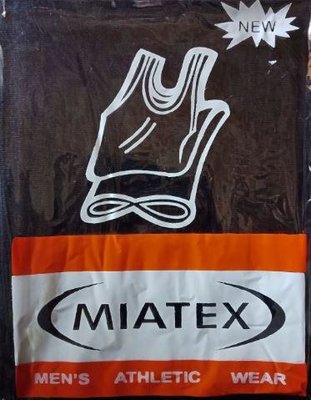 NEW
MIATEX
MEN'S ATHLETIC WEAR